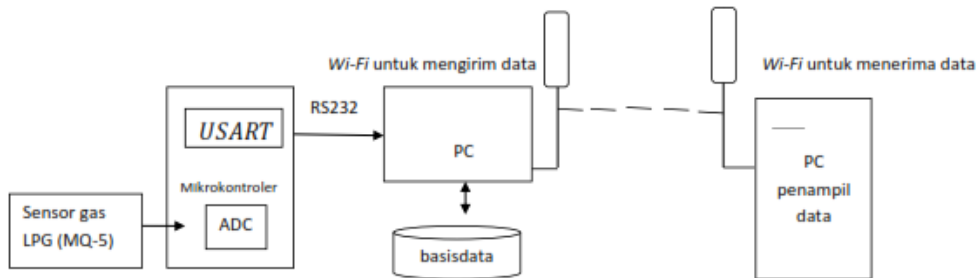 Wi-Fi untuk mengirim data
Wi-Fi untuk menerima data
RS232
USART
PC
PC
penampil
data
Mikrokontroler
Sensor gas
LPG (MQ-5)
ADC
basisdata